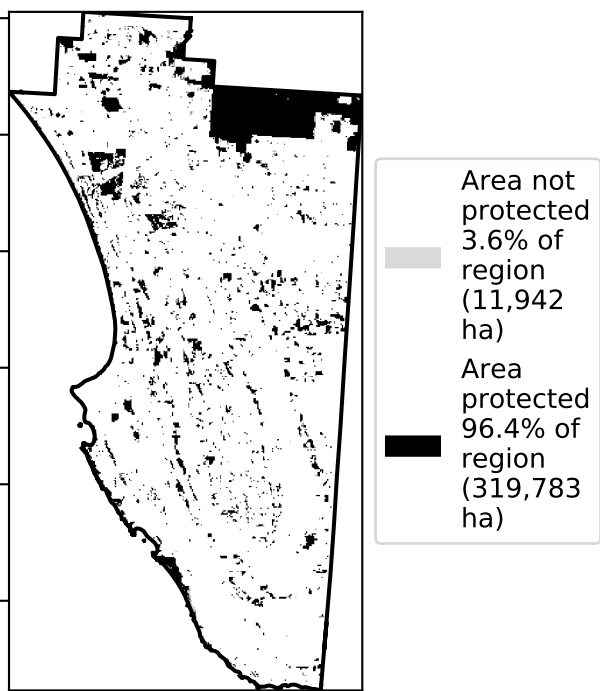 Area not
protected
3.6% of
region
(11,942
ha)
Area
protected
96.4% of
region
(319,783
ha)